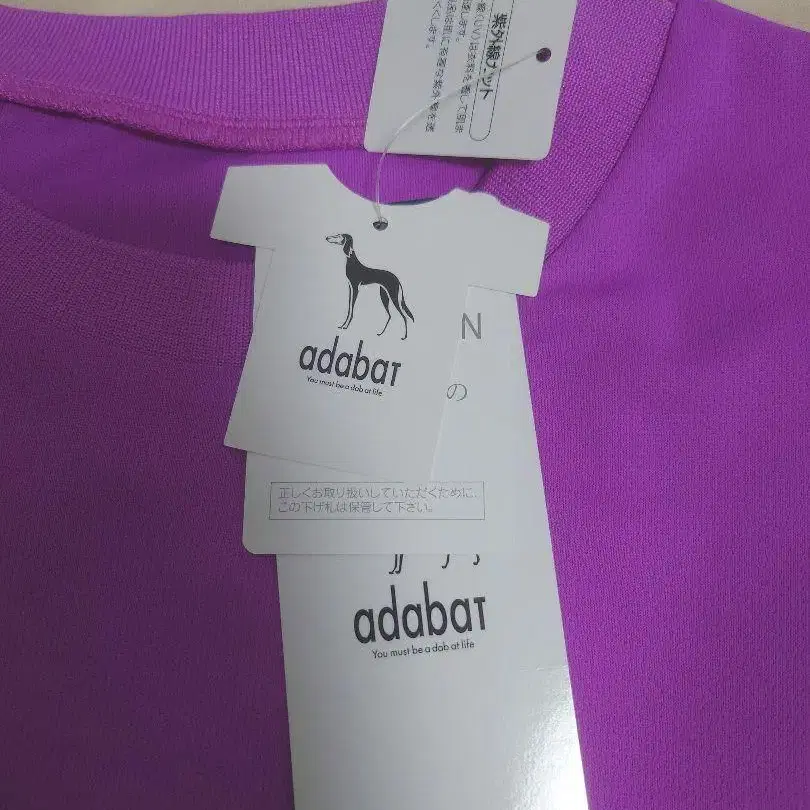 紫外線カット
adabat
You must be a dab at life
N
の
正しくお取り扱いしていただくために、
この下げ札は保管して下さい。
adabat
You must be a dab at life